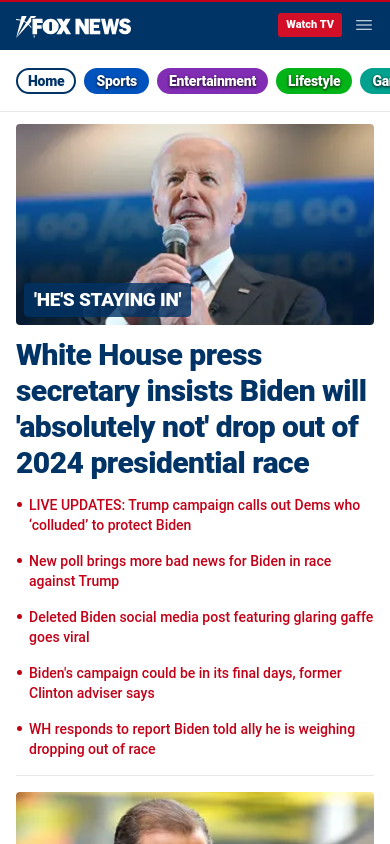 FOX NEWS
Watch TV
Home
Sports
Entertainment
Lifestyle
Ga
'HE'S STAYING IN'
White House press
secretary insists Biden will
'absolutely not' drop out of
2024 presidential race
• LIVE UPDATES: Trump campaign calls out Dems who
‘colluded’ to protect Biden
• New poll brings more bad news for Biden in race
against Trump
• Deleted Biden social media post featuring glaring gaffe
goes viral
• Biden's campaign could be in its final days, former
Clinton adviser says
• WH responds to report Biden told ally he is weighing
dropping out of race